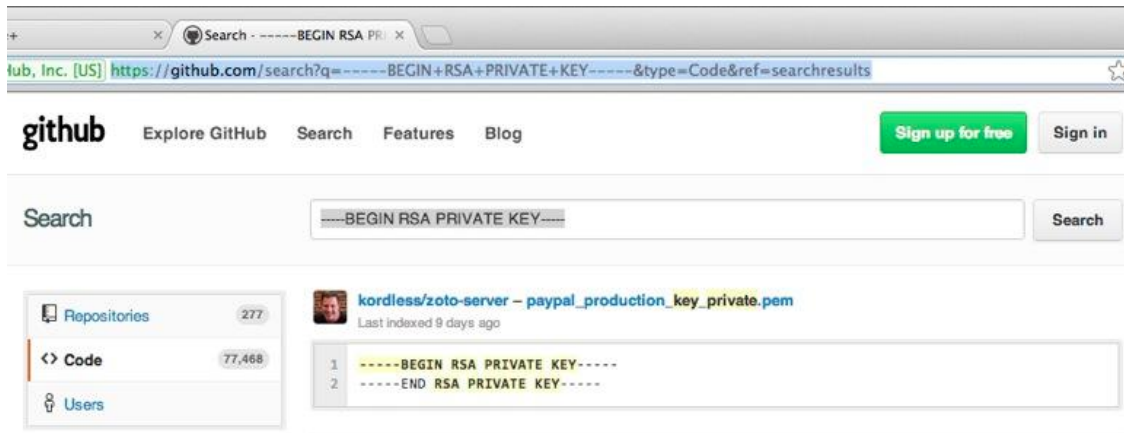 Search - -----BEGIN RSA PRI
Hub, Inc. [US] https://github.com/search?q=-----BEGIN+RSA+PRIVATE+KEY-----&type=Code&ref=searchresults
github Explore GitHub Search Features Blog Sign up for free Sign in
Search -----BEGIN RSA PRIVATE KEY----- Search
Repositories 277
<> Code 77,468
Users
kordless/zoto-server – paypal_production_key_private.pem
Last indexed 9 days ago
1 -----BEGIN RSA PRIVATE KEY-----
2 -----END RSA PRIVATE KEY-----